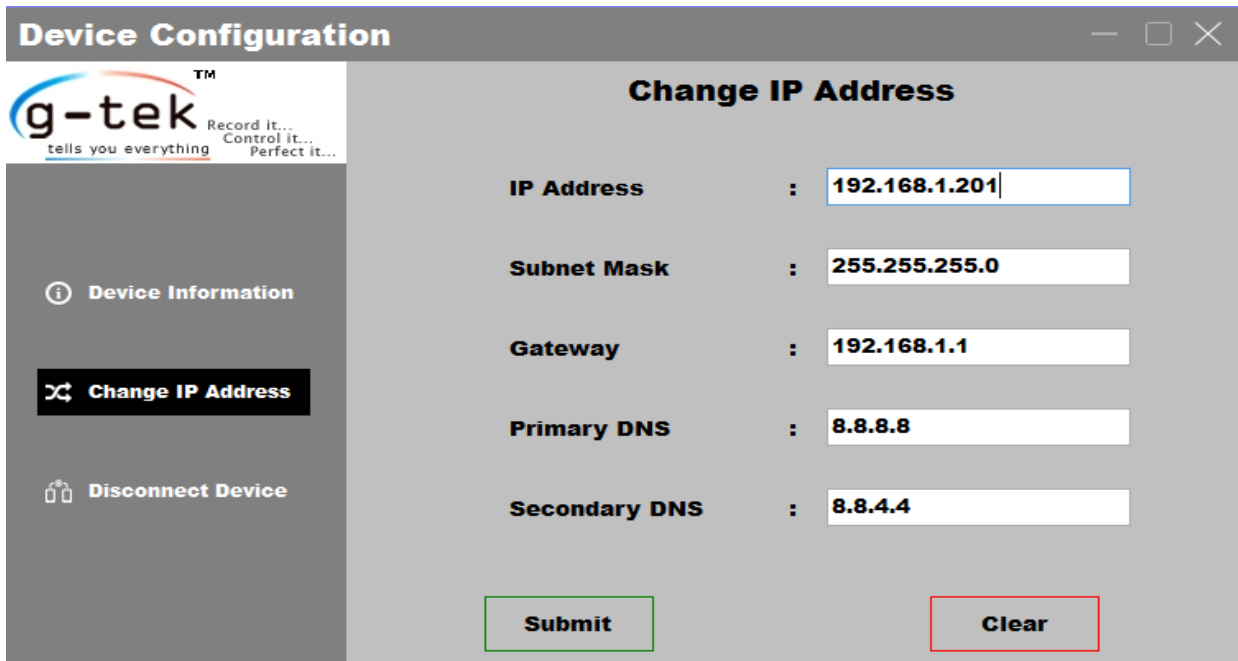 Device Configuration
TM
g-tek
Record it...
Control it...
Perfect it...
tells you everything
Device Information
Change IP Address
Disconnect Device
Change IP Address
IP Address : 192.168.1.201
Subnet Mask : 255.255.255.0
Gateway : 192.168.1.1
Primary DNS : 8.8.8.8
Secondary DNS : 8.8.4.4
Submit
Clear